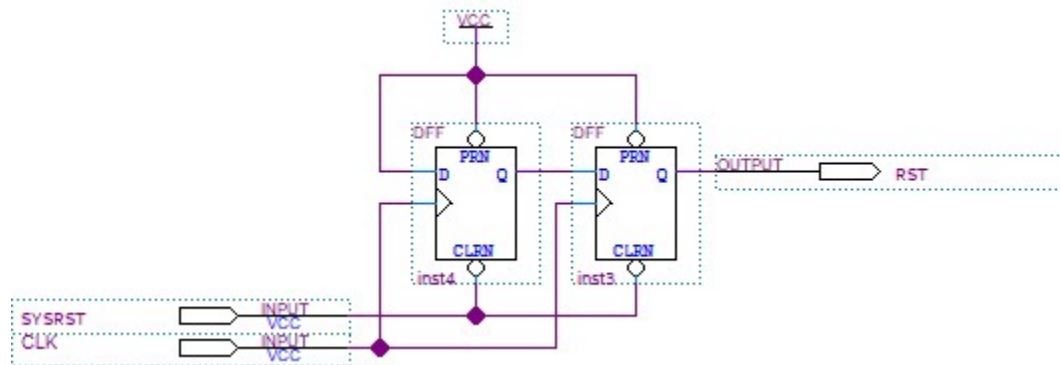 VCC
DFF
DFF
PRN
PRN
D
Q
D
Q
OUTPUT
RST
CLRN
CLRN
inst4
inst3
SYSRST
INPUT
VCC
CLK
INPUT
VCC